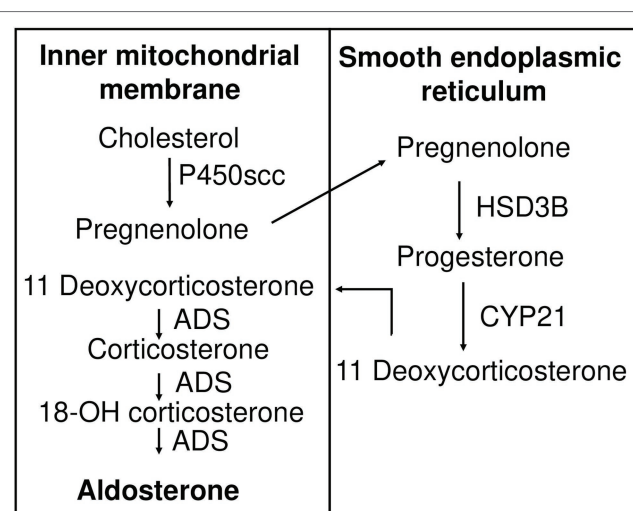 Inner mitochondrial
membrane
Cholesterol
P450scc
Pregnenolone
11 Deoxycorticosterone
ADS
Corticosterone
ADS
18-OH corticosterone
ADS
Aldosterone
Smooth endoplasmic
reticulum
Pregnenolone
HSD3B
Progesterone
CYP21
11 Deoxycorticosterone